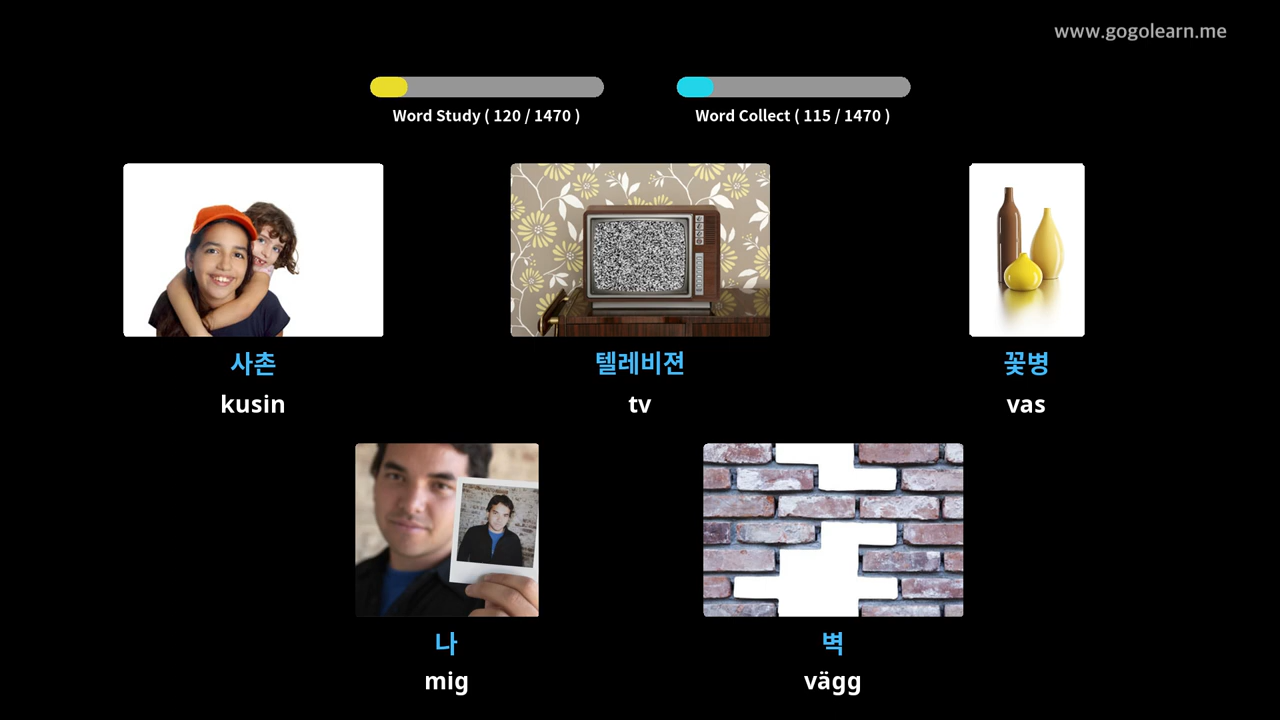 www.gogolearn.me
Word Study ( 120 / 1470 )
Word Collect ( 115 / 1470 )
사촌
kusin
텔레비젼
tv
꽃병
vas
나
mig
벽
vägg